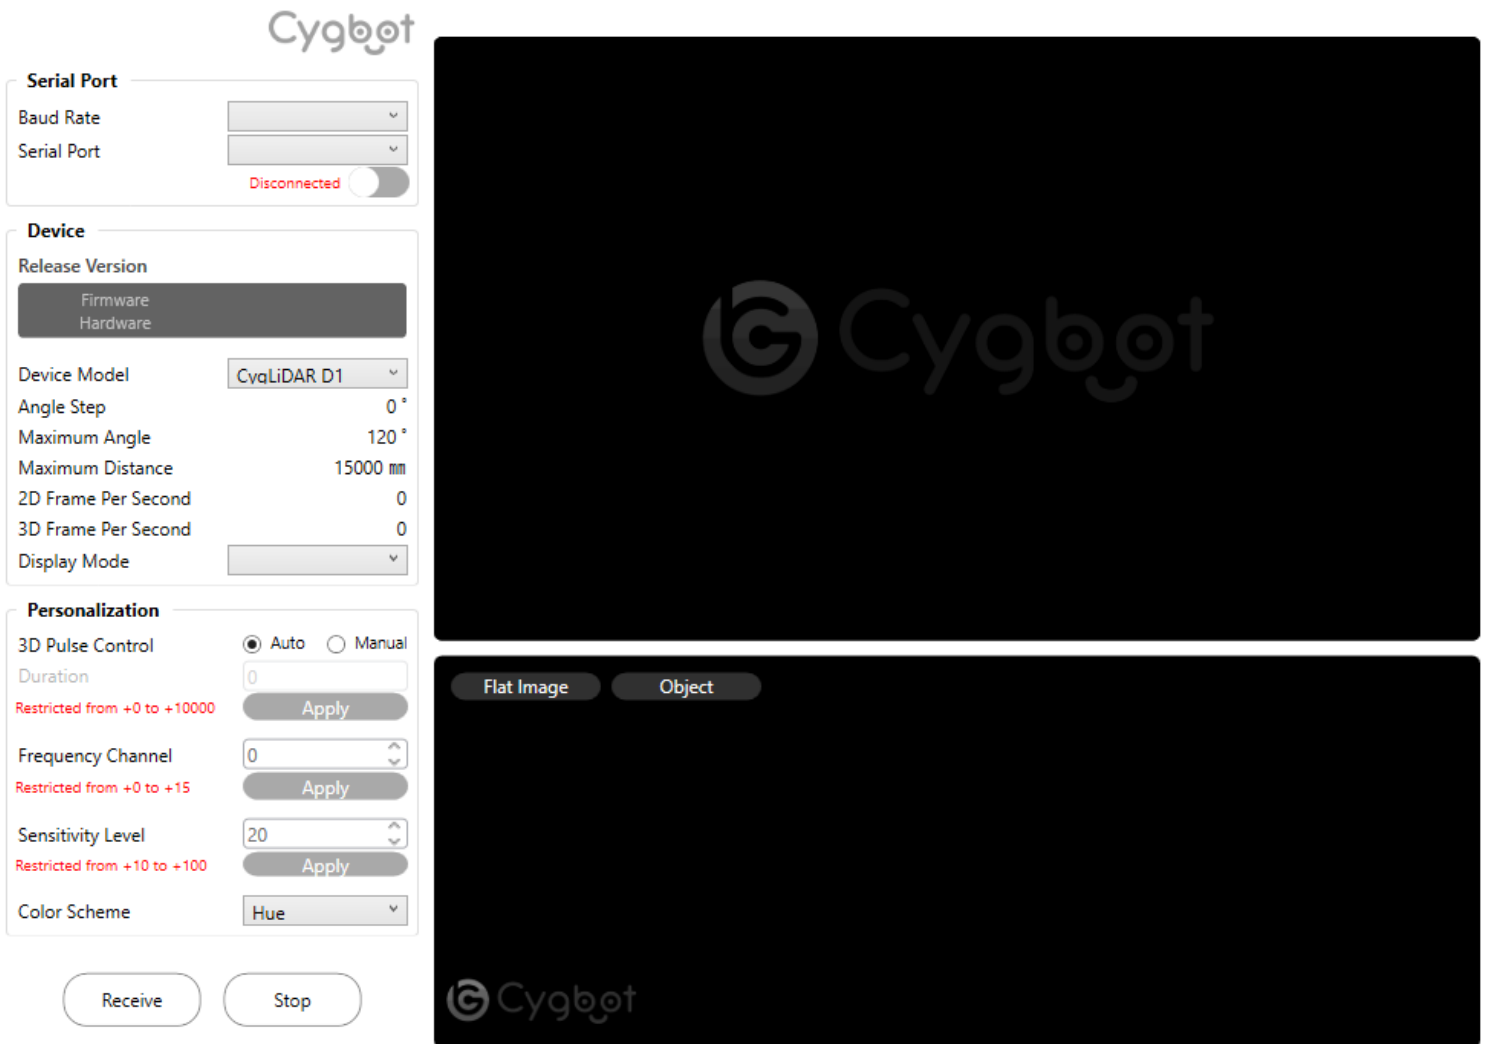 Cygbot
Serial Port
Baud Rate
Serial Port
Disconnected
Device
Release Version
Firmware
Hardware
Device Model CygLiDAR D1
Angle Step 0 °
Maximum Angle 120 °
Maximum Distance 15000 ㎜
2D Frame Per Second 0
3D Frame Per Second 0
Display Mode
Personalization
3D Pulse Control Auto Manual
Duration 0
Restricted from +0 to +10000 Apply
Frequency Channel 0
Restricted from +0 to +15 Apply
Sensitivity Level 20
Restricted from +10 to +100 Apply
Color Scheme Hue
Receive Stop
Cygbot
Flat Image Object
Cygbot